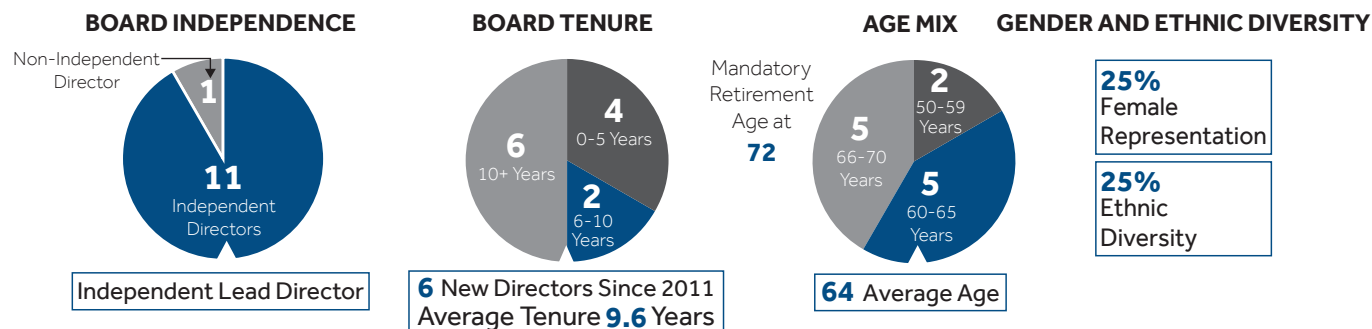 BOARD INDEPENDENCE
Non-Independent
Director
1
11
Independent
Directors
Independent Lead Director
BOARD TENURE
4
0-5 Years
6
10+ Years
2
6-10
Years
6 New Directors Since 2011
Average Tenure 9.6 Years
AGE MIX
Mandatory
Retirement
Age at
72
2
50-59
Years
5
66-70
Years
5
60-65
Years
64 Average Age
GENDER AND ETHNIC DIVERSITY
25%
Female
Representation
25%
Ethnic
Diversity